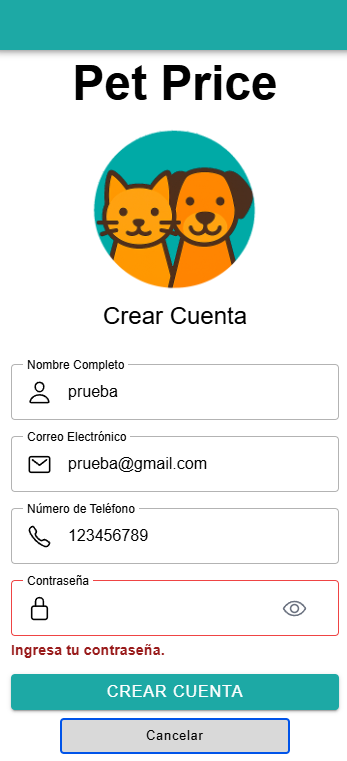 Pet Price
Crear Cuenta
Nombre Completo
prueba
Correo Electrónico
prueba@gmail.com
Número de Teléfono
123456789
Contraseña
Ingresa tu contraseña.
CREAR CUENTA
Cancelar